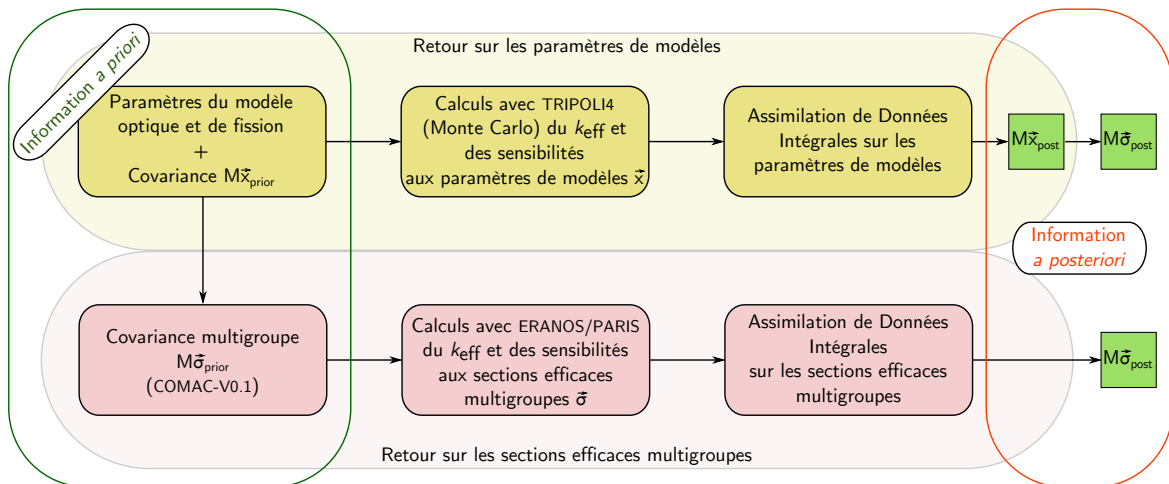 Retour sur les paramètres de modèles
Information a priori
Paramètres du modèle
optique et de fission
+
Covariance Mx⃗prior
Calculs avec TRIPOLI4
(Monte Carlo) du keff et
des sensibilités
aux paramètres de modèles x⃗
Assimilation de Données
Intégrales sur les
paramètres de modèles
Mx⃗post
Mσ⃗post
Information
a posteriori
Covariance multigroupe
Mσ⃗prior
(COMAC-V0.1)
Calculs avec ERANOS/PARIS
du keff et des sensibilités
aux sections efficaces
multigroupes σ⃗
Assimilation de Données
Intégrales
sur les sections efficaces
multigroupes
Mσ⃗post
Retour sur les sections efficaces multigroupes